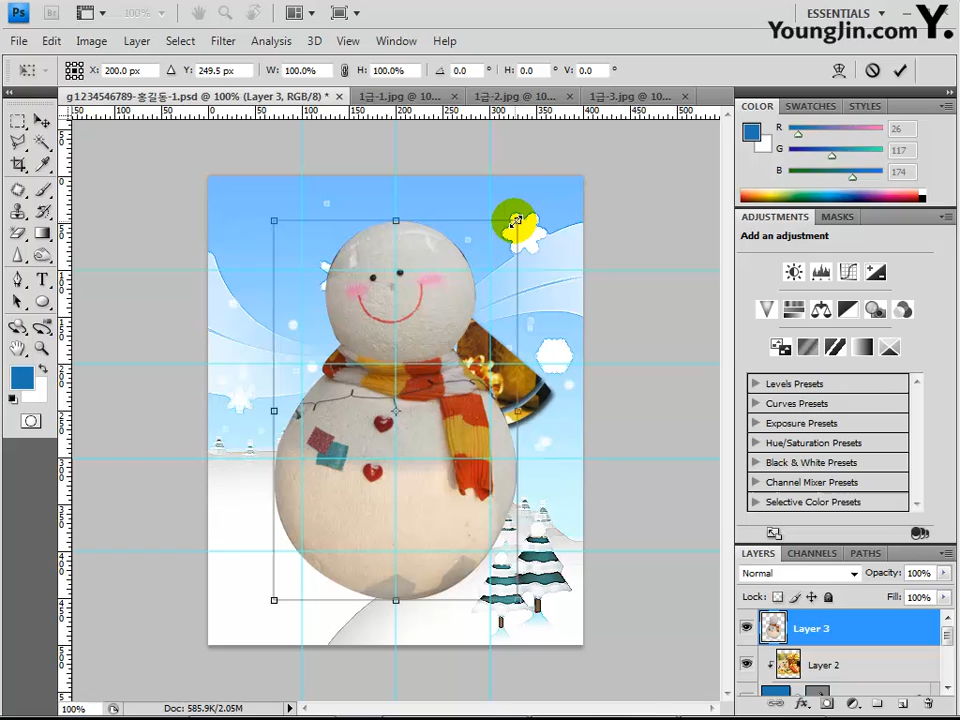 Ps Br 100% ESSENTIALS
YoungJin.com Y.
File Edit Image Layer Select Filter Analysis 3D View Window Help
X: 200.0 px Y: 249.5 px W: 100.0% H: 100.0% 0.0 ° H: 0.0 ° V: 0.0 °
g1234546789-홍길동-1.psd @ 100% (Layer 3, RGB/8) * × 1급-1.jpg @ 10... × 1급-2.jpg @ 10... × 1급-3.jpg @ 10... ×
COLOR SWATCHES STYLES
R 26
G 117
B 174
ADJUSTMENTS MASKS
Add an adjustment
Levels Presets
Curves Presets
Exposure Presets
Hue/Saturation Presets
Black & White Presets
Channel Mixer Presets
Selective Color Presets
LAYERS CHANNELS PATHS
Normal Opacity: 100%
Lock: Fill: 100%
Layer 3
Layer 2
100% Doc: 585.9K/2.05M